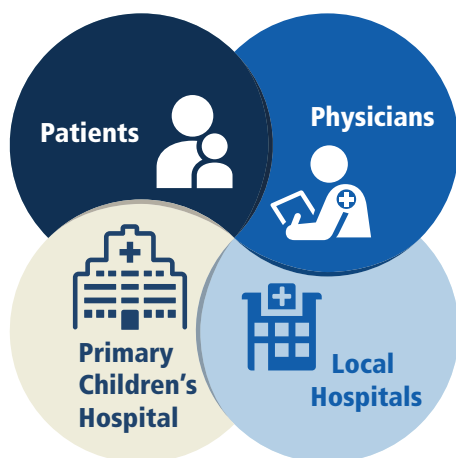 Patients
Physicians
Primary
Children’s
Hospital
Local
Hospitals